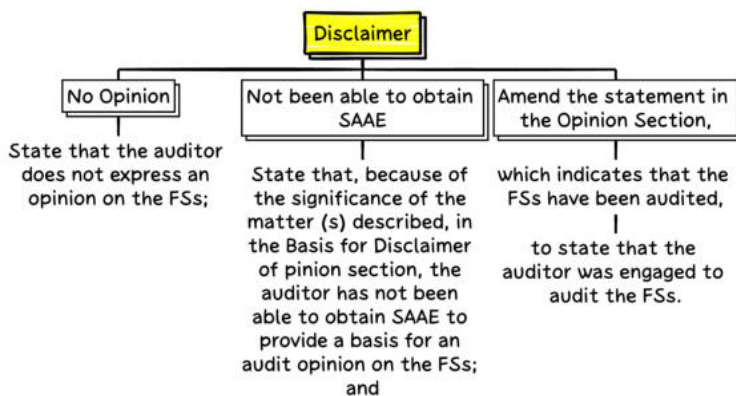 Disclaimer
No Opinion
State that the auditor
does not express an
opinion on the FSs;
Not been able to obtain
SAAE
State that, because of
the significance of the
matter (s) described, in
the Basis for Disclaimer
of pinion section, the
auditor has not been
able to obtain SAAE to
provide a basis for an
audit opinion on the FSs;
and
Amend the statement in
the Opinion Section,
which indicates that the
FSs have been audited,
to state that the
auditor was engaged to
audit the FSs.